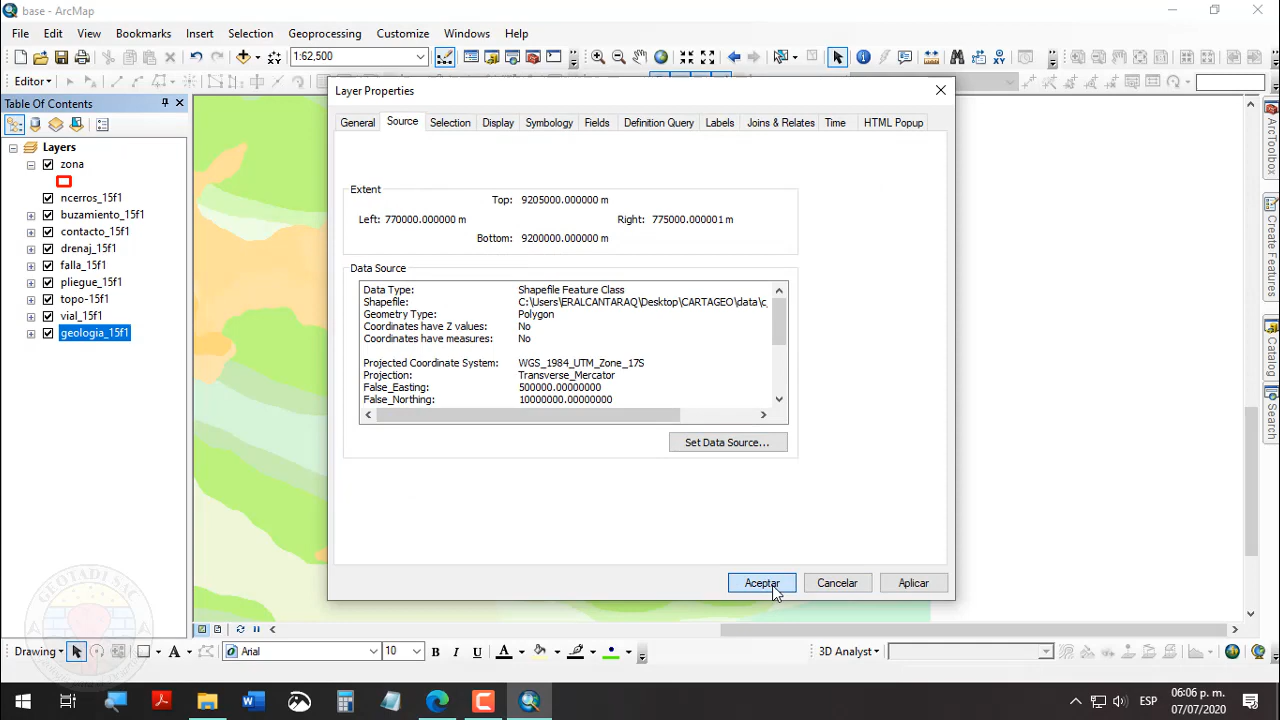 base - ArcMap
File Edit View Bookmarks Insert Selection Geoprocessing Customize Windows Help
1:62,500
Editor
Table Of Contents
Layers
zona
ncerros_15f1
buzamiento_15f1
contacto_15f1
drenaj_15f1
falla_15f1
pliegue_15f1
topo-15f1
vial_15f1
geologia_15f1
Layer Properties
General Source Selection Display Symbology Fields Definition Query Labels Joins & Relates Time HTML Popup
Extent
Top: 9205000.000000 m
Left: 770000.000000 m Right: 775000.000001 m
Bottom: 9200000.000000 m
Data Source
Data Type: Shapefile Feature Class
Shapefile: C:\Users\ERALCANTARAQ\Desktop\CARTAGEO\data\c_
Geometry Type: Polygon
Coordinates have Z values: No
Coordinates have measures: No
Projected Coordinate System: WGS_1984_UTM_Zone_17S
Projection: Transverse_Mercator
False_Easting: 500000.00000000
False_Northing: 10000000.00000000
Set Data Source...
Aceptar Cancelar Aplicar
ArcToolbox
Create Features
Catalog
Search
GEOTADI SAC
Drawing A Arial 10 B I U A 3D Analyst
ESP 06:06 p. m.
07/07/2020